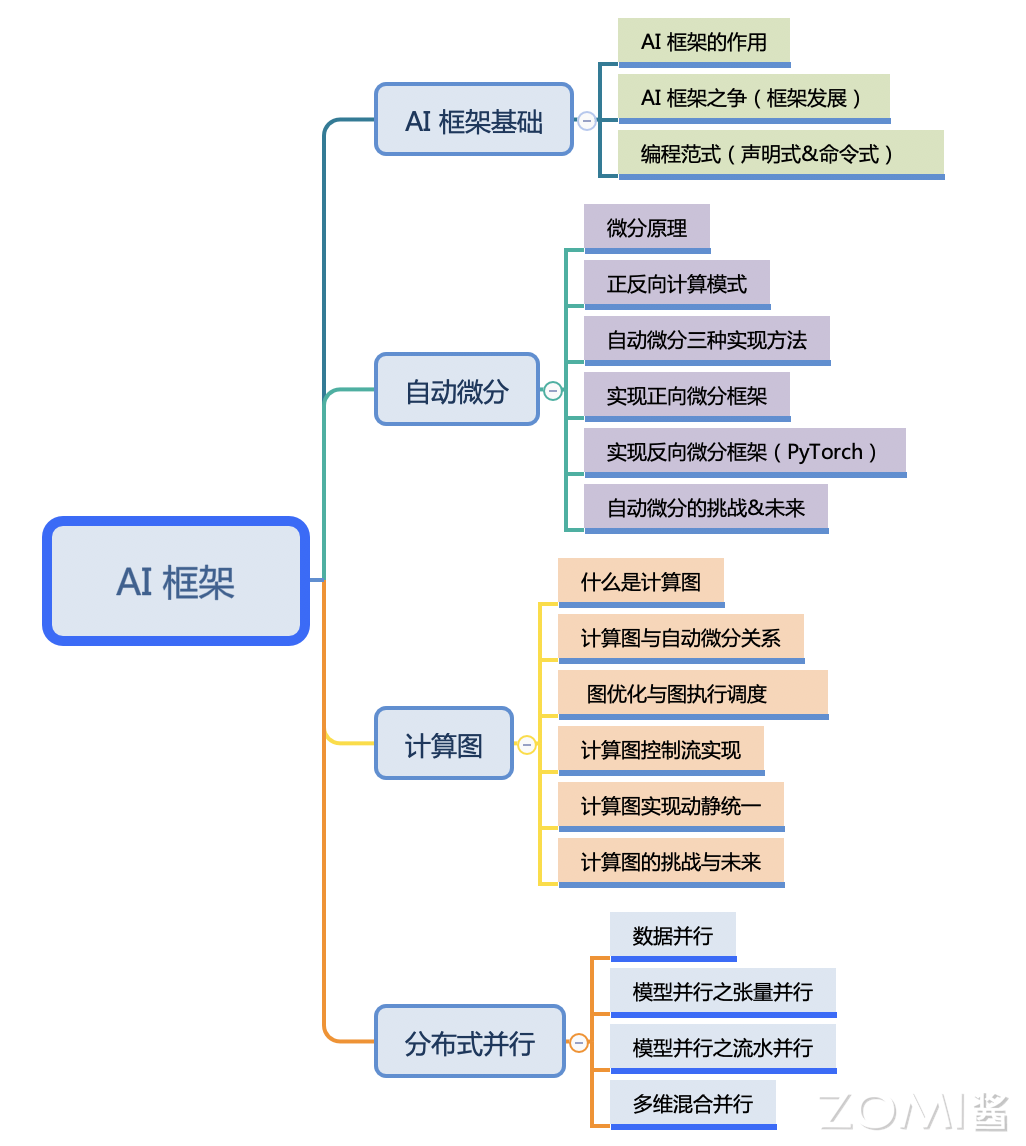 AI 框架的作用
AI 框架基础
AI 框架之争（框架发展）
编程范式（声明式&命令式）
微分原理
正反向计算模式
自动微分三种实现方法
自动微分
实现正向微分框架
实现反向微分框架（PyTorch）
自动微分的挑战&未来
AI 框架
什么是计算图
计算图与自动微分关系
图优化与图执行调度
计算图
计算图控制流实现
计算图实现动静统一
计算图的挑战与未来
数据并行
模型并行之张量并行
分布式并行
模型并行之流水并行
多维混合并行
ZOMI酱